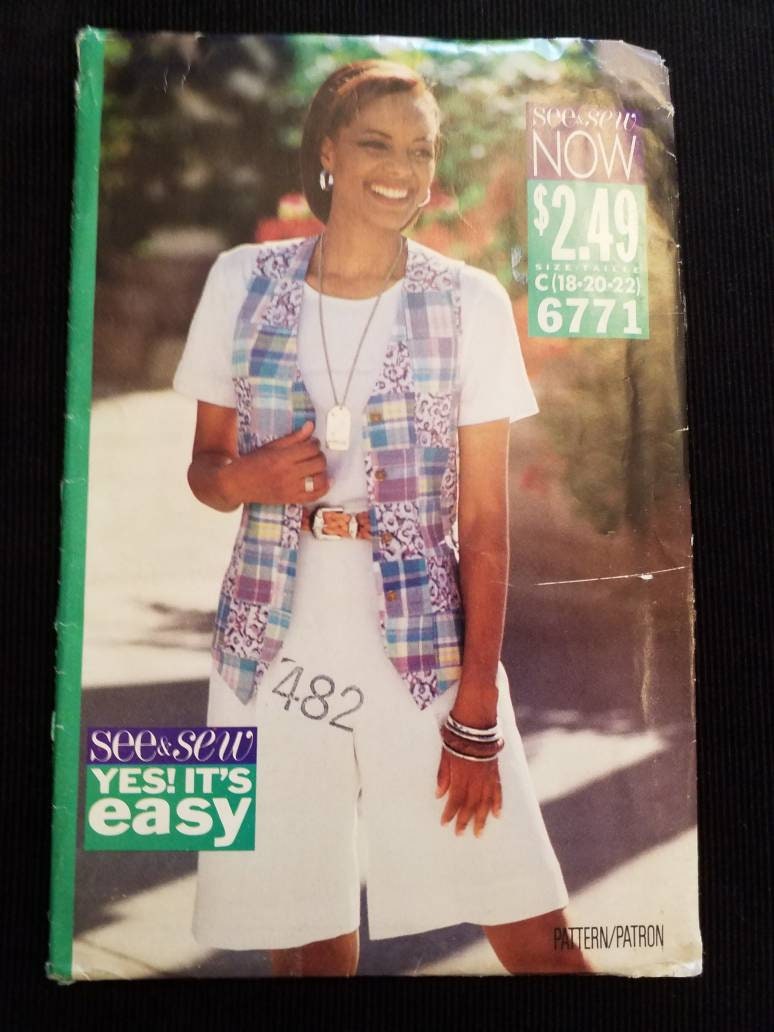 see&sew
NOW
$2.49
SIZE/TAILLE
C(18-20-22)
6771
482
see&sew
YES! IT'S
easy
PATTERN/PATRON